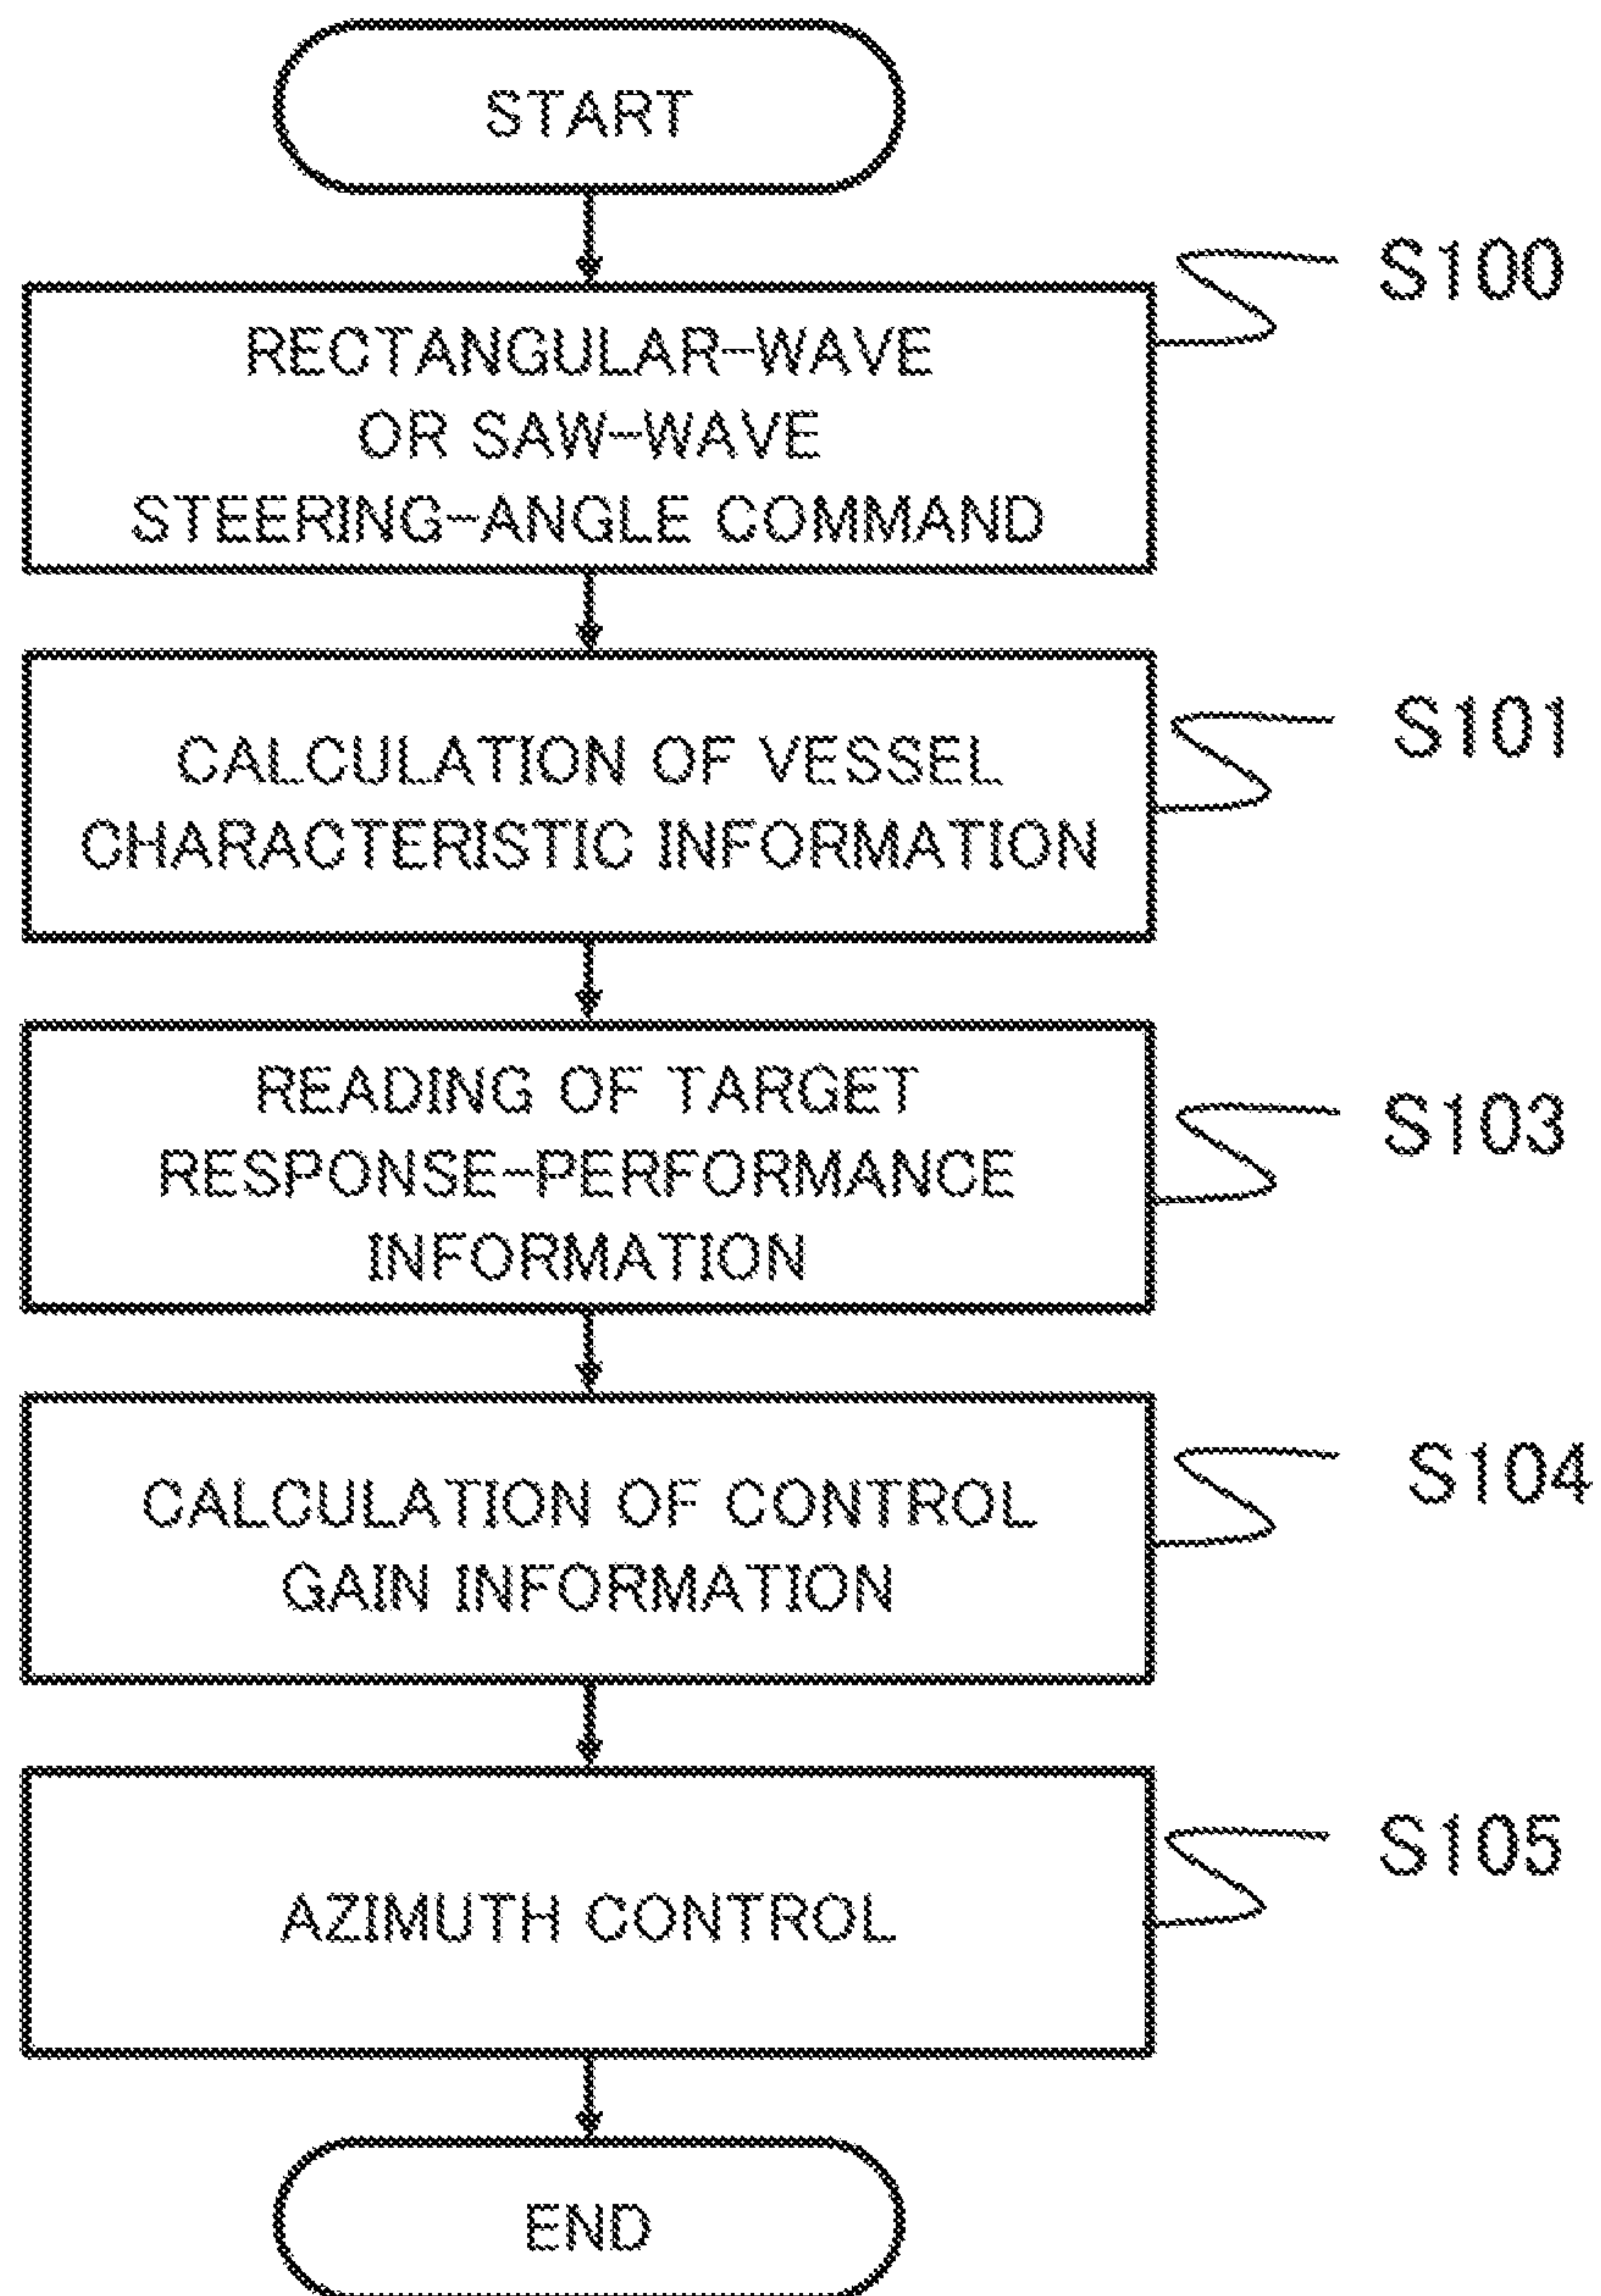 START
S100
RECTANGULAR-WAVE
OR SAW-WAVE
STEERING-ANGLE COMMAND
S101
CALCULATION OF VESSEL
CHARACTERISTIC INFORMATION
S103
READING OF TARGET
RESPONSE-PERFORMANCE
INFORMATION
S104
CALCULATION OF CONTROL
GAIN INFORMATION
S105
AZIMUTH CONTROL
END